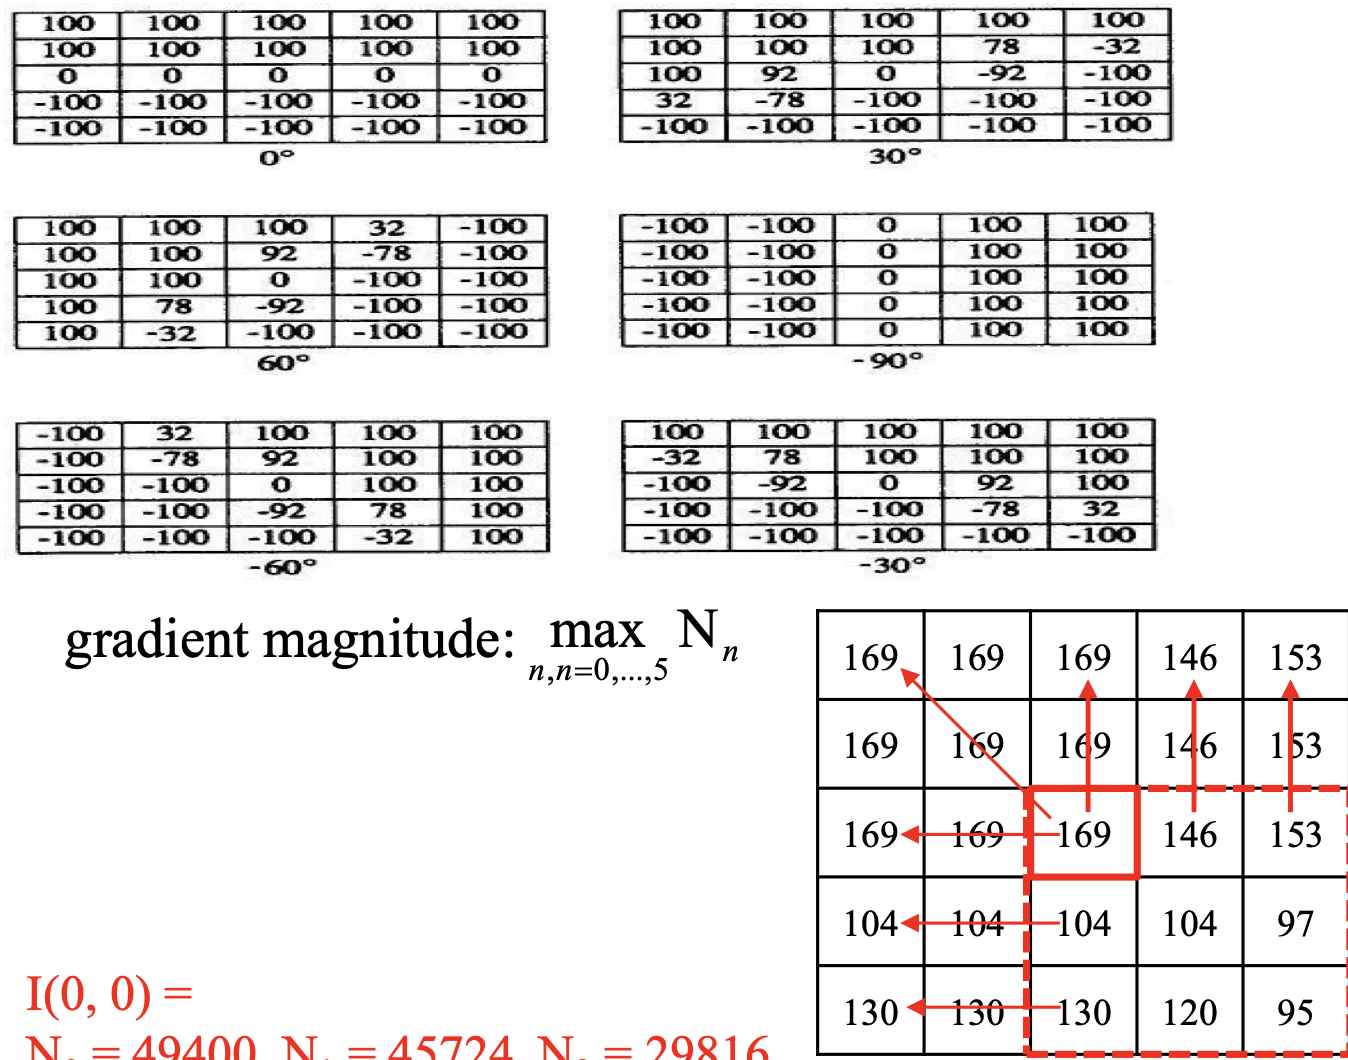 100 100 100 100 100
100 100 100 100 100
0 0 0 0 0
-100 -100 -100 -100 -100
-100 -100 -100 -100 -100
0°
100 100 100 100 100
100 100 100 78 -32
100 92 0 -92 -100
32 -78 -100 -100 -100
-100 -100 -100 -100 -100
30°
100 100 100 32 -100
100 100 92 -78 -100
100 100 0 -100 -100
100 78 -92 -100 -100
100 -32 -100 -100 -100
60°
-100 -100 0 100 100
-100 -100 0 100 100
-100 -100 0 100 100
-100 -100 0 100 100
-100 -100 0 100 100
-90°
-100 32 100 100 100
-100 -78 92 100 100
-100 -100 0 100 100
-100 -100 -92 78 100
-100 -100 -100 -32 100
-60°
100 100 100 100 100
-32 78 100 100 100
-100 -92 0 92 100
-100 -100 -100 -78 32
-100 -100 -100 -100 -100
-30°
gradient magnitude: max N_n
n,n=0,...,5
169 169 169 146 153
169 169 169 146 153
169 169 169 146 153
104 104 104 104 97
130 130 130 120 95
I(0, 0) =
N = 49400, N = 45724, N = 29816